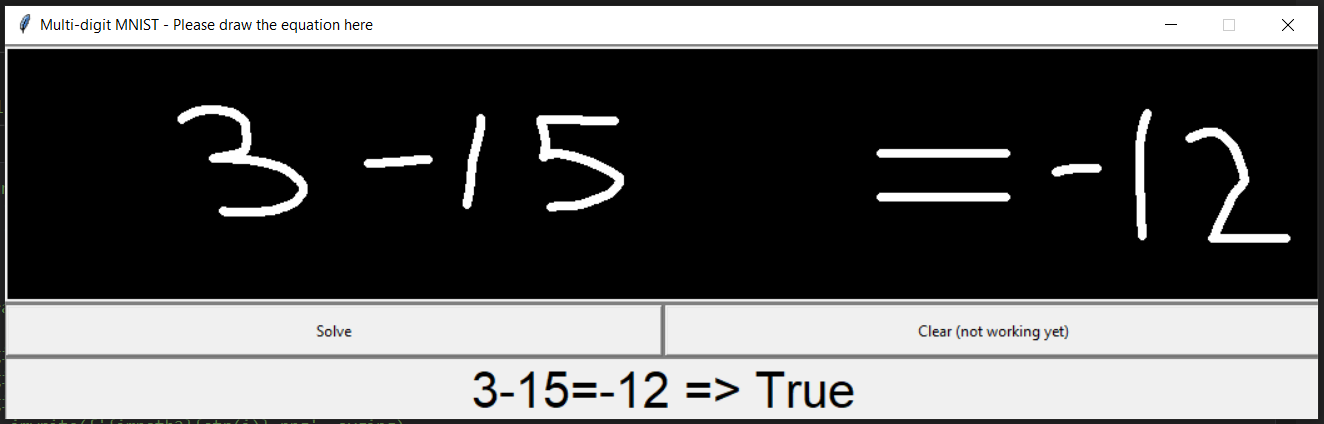 Multi-digit MNIST - Please draw the equation here
3-15 = -12
Solve
Clear (not working yet)
3-15=-12 => True